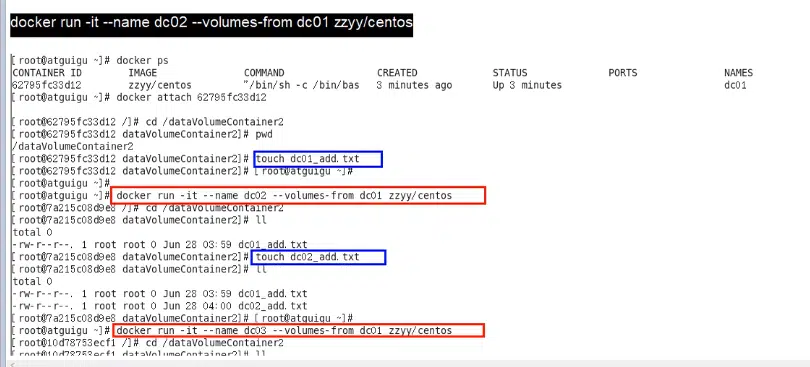 docker run -it --name dc02 --volumes-from dc01 zzyy/centos
[root@atguigu ~]# docker ps
CONTAINER ID IMAGE COMMAND CREATED STATUS PORTS NAMES
62795fc33d12 zzyy/centos "/bin/sh -c /bin/bas 3 minutes ago Up 3 minutes dc01
[root@atguigu ~]# docker attach 62795fc33d12
[root@62795fc33d12 /]# cd /dataVolumeContainer2
[root@62795fc33d12 dataVolumeContainer2]# pwd
/dataVolumeContainer2
[root@62795fc33d12 dataVolumeContainer2]# touch dc01_add.txt
[root@62795fc33d12 dataVolumeContainer2]# [root@atguigu ~]#
[root@atguigu ~]#
[root@atguigu ~]# docker run -it --name dc02 --volumes-from dc01 zzyy/centos
[root@7a215c08d9e8 /]# cd /dataVolumeContainer2
[root@7a215c08d9e8 dataVolumeContainer2]# ll
total 0
-rw-r--r--. 1 root root 0 Jun 28 03:59 dc01_add.txt
[root@7a215c08d9e8 dataVolumeContainer2]# touch dc02_add.txt
[root@7a215c08d9e8 dataVolumeContainer2]# ll
total 0
-rw-r--r--. 1 root root 0 Jun 28 03:59 dc01_add.txt
-rw-r--r--. 1 root root 0 Jun 28 04:00 dc02_add.txt
[root@7a215c08d9e8 dataVolumeContainer2]# [root@atguigu ~]#
[root@atguigu ~]# docker run -it --name dc03 --volumes-from dc01 zzyy/centos
[root@10d78753ecf1 /]# cd /dataVolumeContainer2
[root@10d78753ecf1 dataVolumeContainer2]# ll